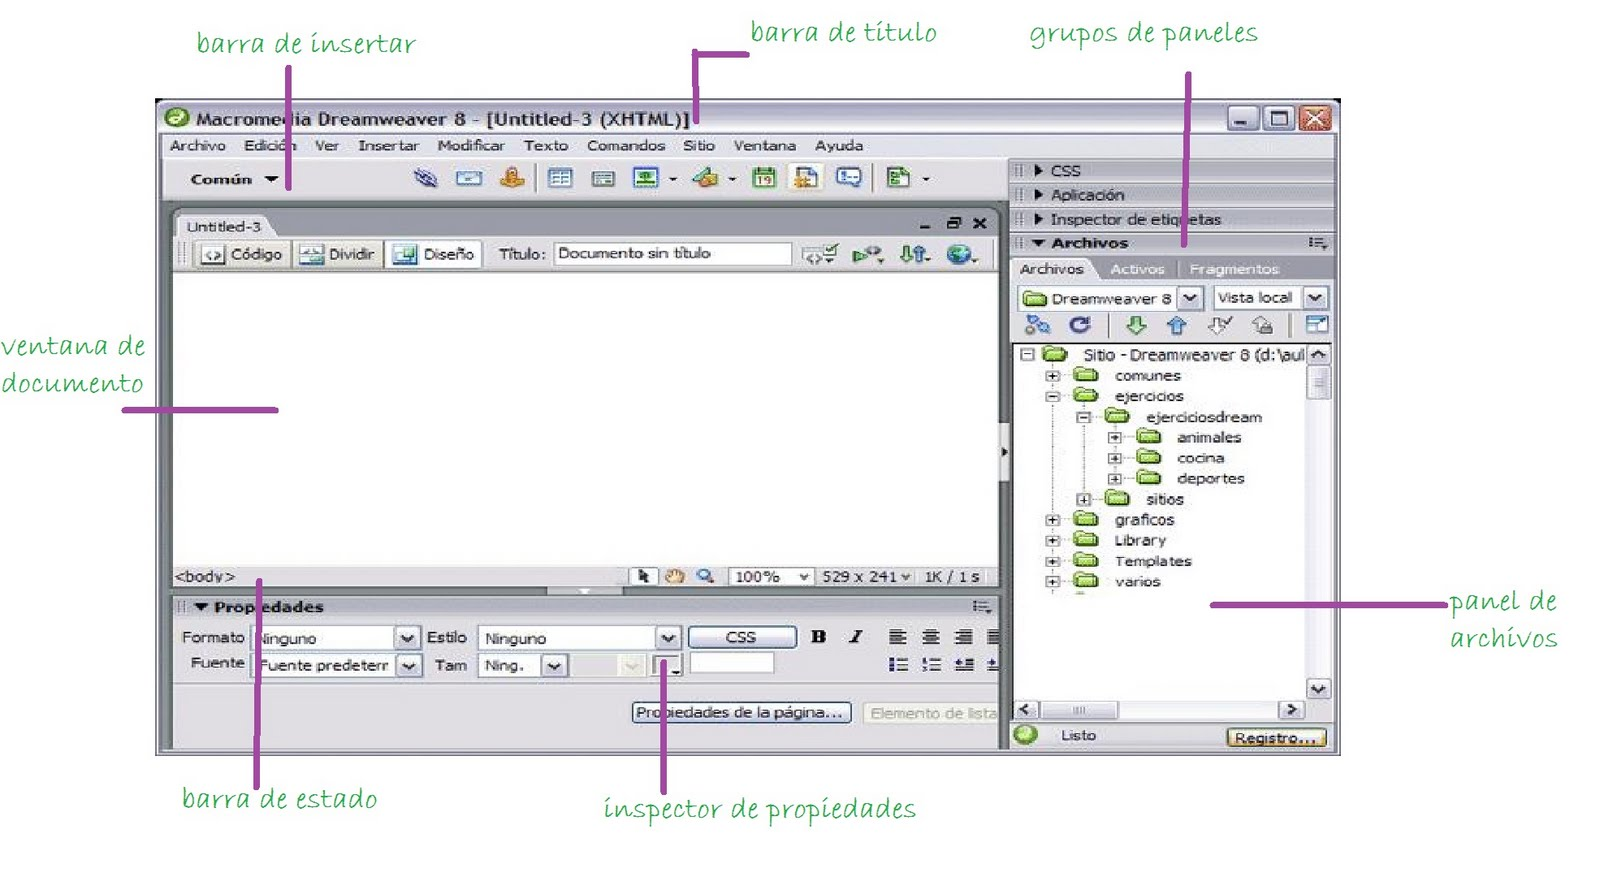 barra de insertar
barra de título
grupos de paneles
Macromedia Dreamweaver 8 - [Untitled-3 (XHTML)]
Archivo Edición Ver Insertar Modificar Texto Comandos Sitio Ventana Ayuda
Común
CSS
Aplicación
Inspector de etiquetas
Archivos
Untitled-3
Código Dividir Diseño Título: Documento sin título
Archivos Activos Fragmentos
Dreamweaver 8 Vista local
ventana de
documento
Sitio - Dreamweaver 8 (d:\aul
comunes
ejercicios
ejerciciosdream
animales
cocina
deportes
sitios
graficos
Library
Templates
varios
<body> 100% 529 x 241 1K / 1 s
Propiedades
Formato Ninguno Estilo Ninguno CSS B I
Fuente Fuente predeterr Tam Ning.
Propiedades de la página... Elemento de lista
Listo Registro...
panel de
archivos
barra de estado
inspector de propiedades